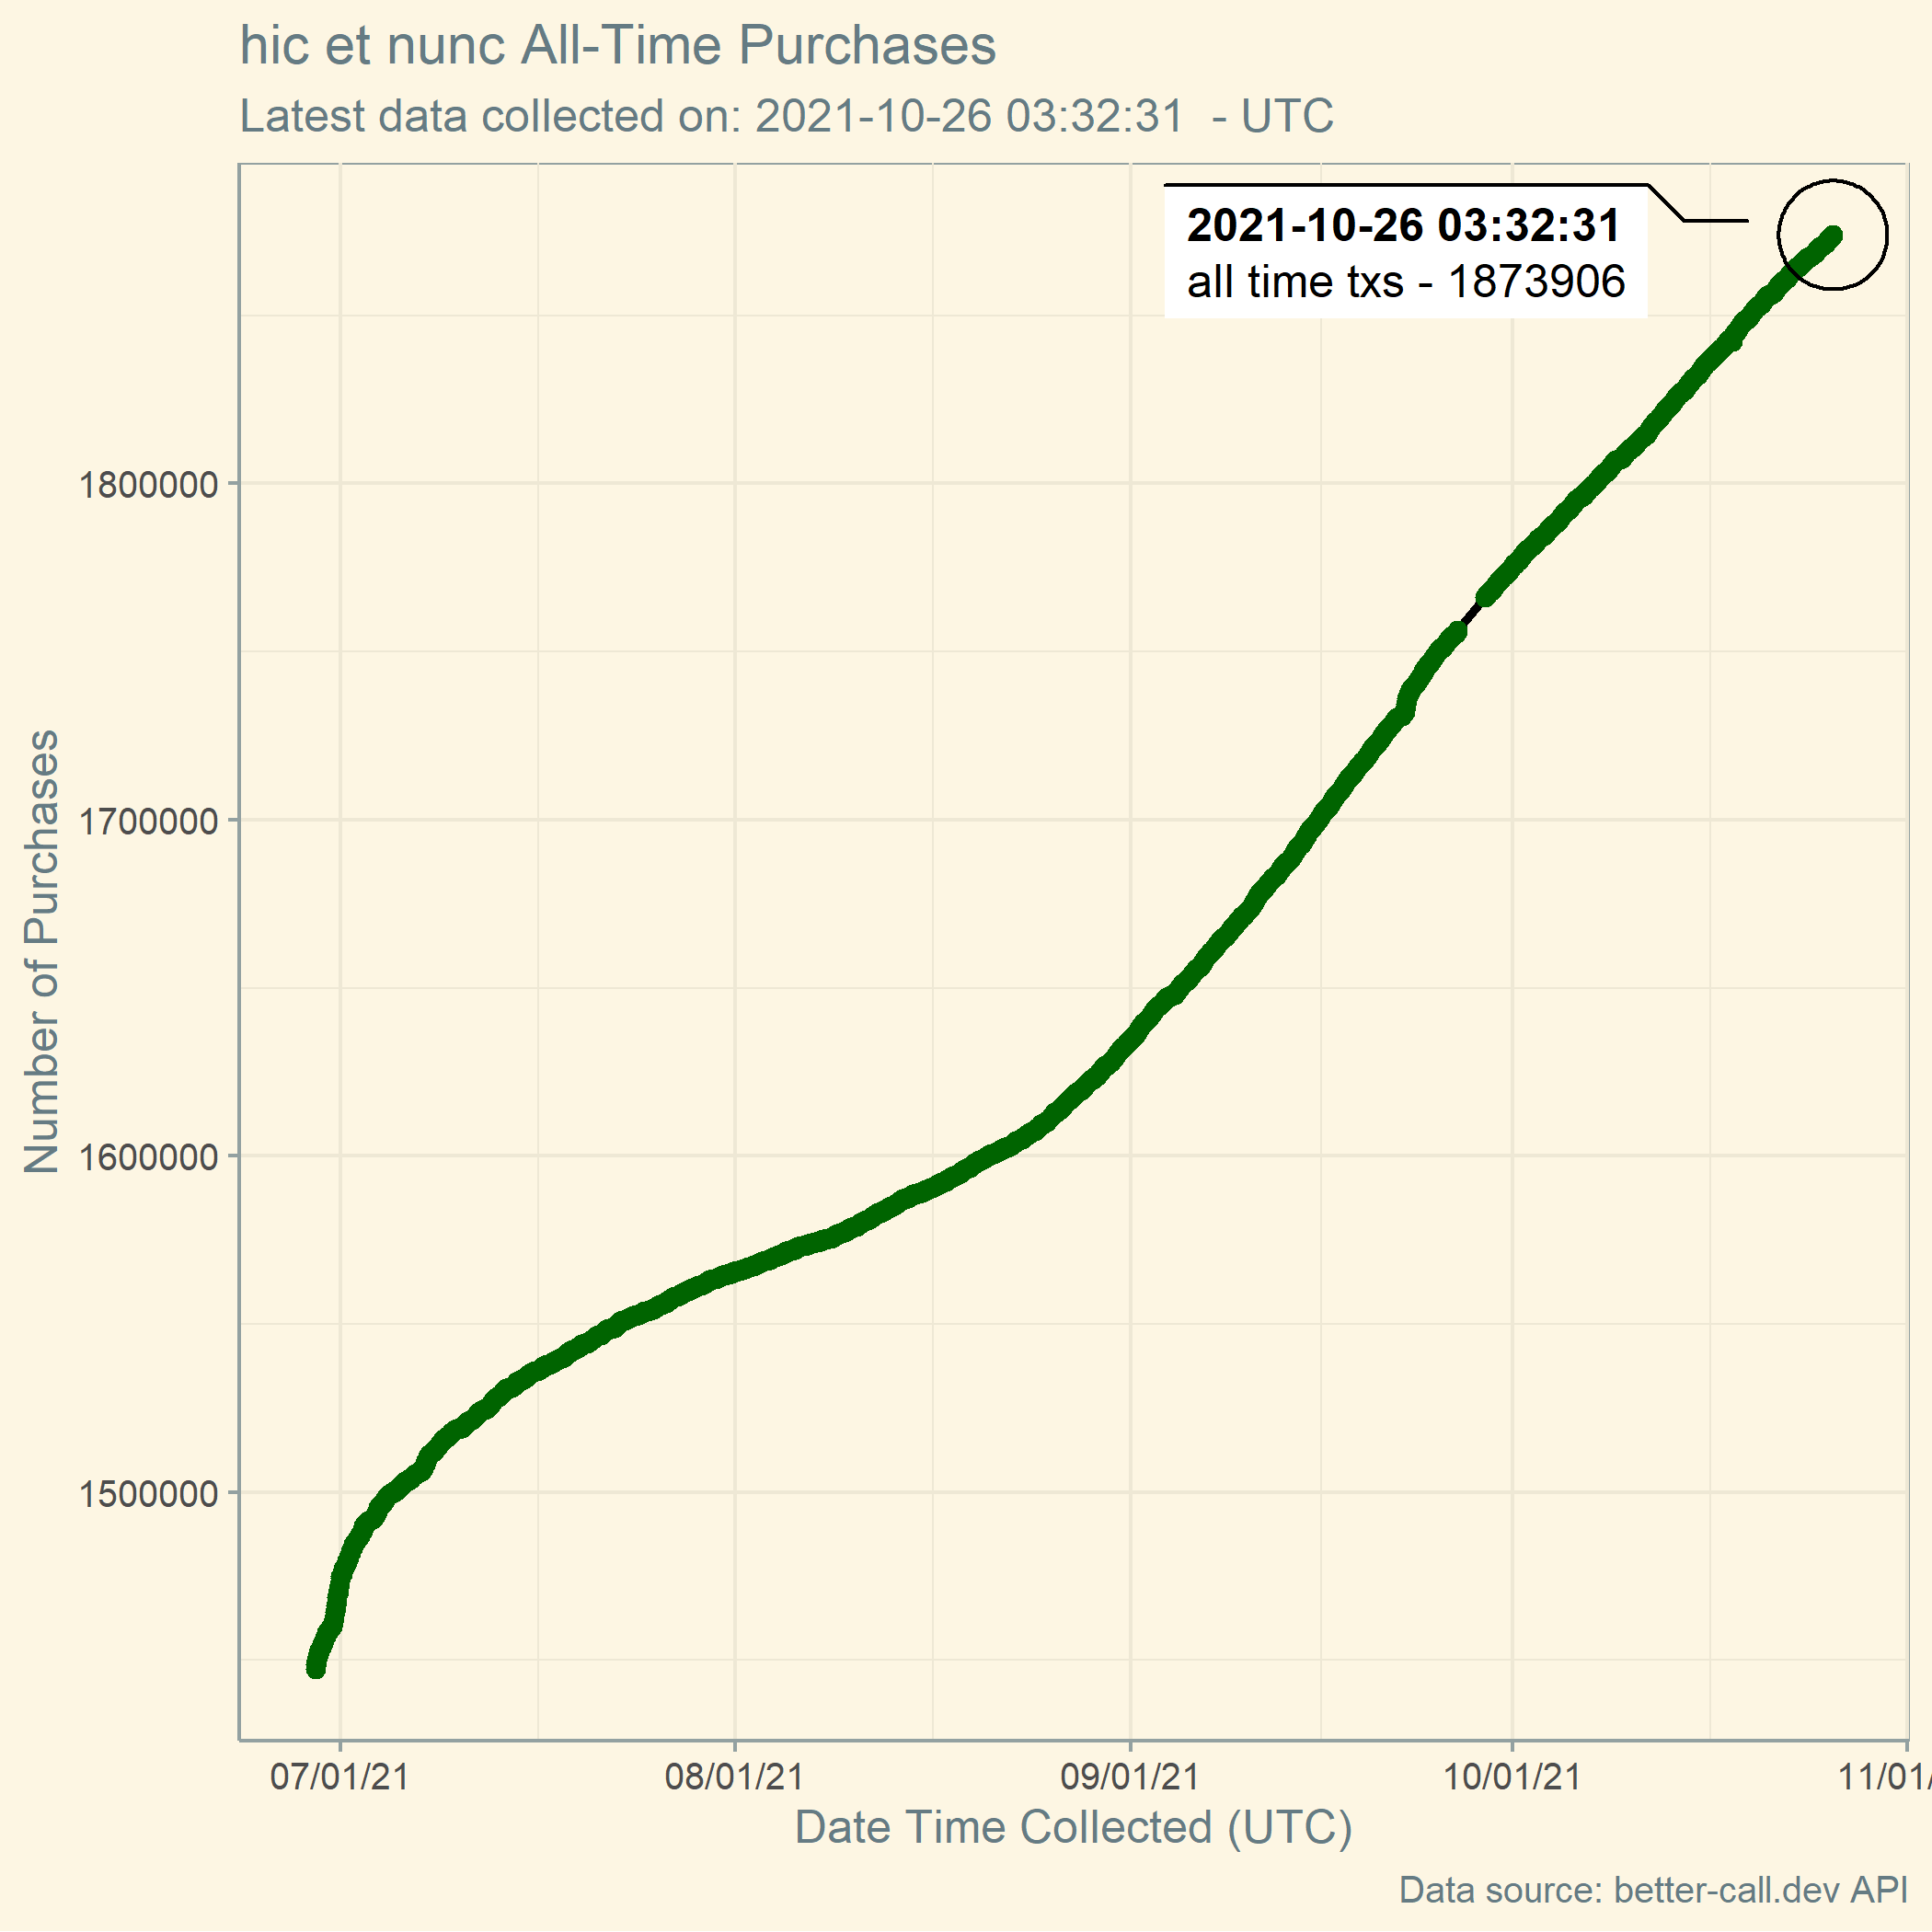 hic et nunc All-Time Purchases
Latest data collected on: 2021-10-26 03:32:31  - UTC
2021-10-26 03:32:31
all time txs - 1873906
Number of Purchases
1800000
1700000
1600000
1500000
07/01/21 08/01/21 09/01/21 10/01/21 11/01/
Date Time Collected (UTC)
Data source: better-call.dev API